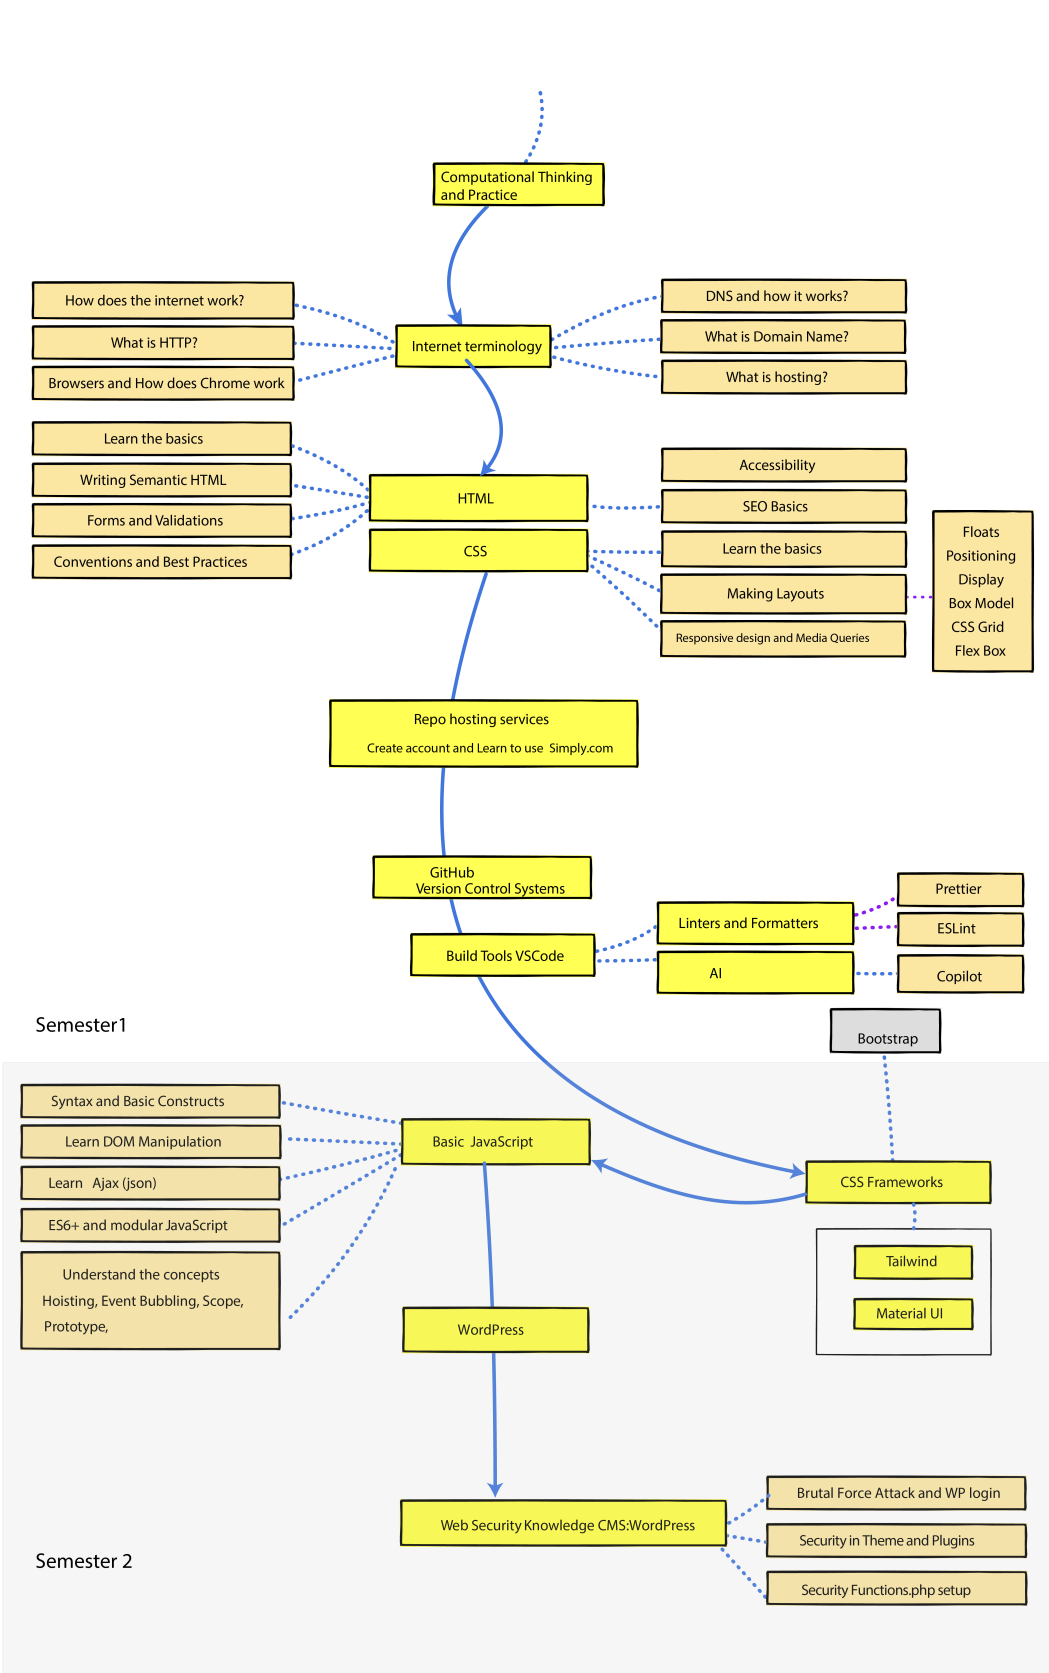 Computational Thinking
and Practice
How does the internet work?
What is HTTP?
Browsers and How does Chrome work
Internet terminology
DNS and how it works?
What is Domain Name?
What is hosting?
Learn the basics
Writing Semantic HTML
Forms and Validations
Conventions and Best Practices
HTML
CSS
Accessibility
SEO Basics
Learn the basics
Making Layouts
Responsive design and Media Queries
Floats
Positioning
Display
Box Model
CSS Grid
Flex Box
Repo hosting services
Create account and Learn to use Simply.com
GitHub
Version Control Systems
Build Tools VSCode
Linters and Formatters
AI
Prettier
ESLint
Copilot
Semester1
Bootstrap
Syntax and Basic Constructs
Learn DOM Manipulation
Learn Ajax (json)
ES6+ and modular JavaScript
Understand the concepts
Hoisting, Event Bubbling, Scope,
Prototype,
Basic JavaScript
CSS Frameworks
Tailwind
Material UI
WordPress
Web Security Knowledge CMS:WordPress
Brutal Force Attack and WP login
Security in Theme and Plugins
Security Functions.php setup
Semester 2